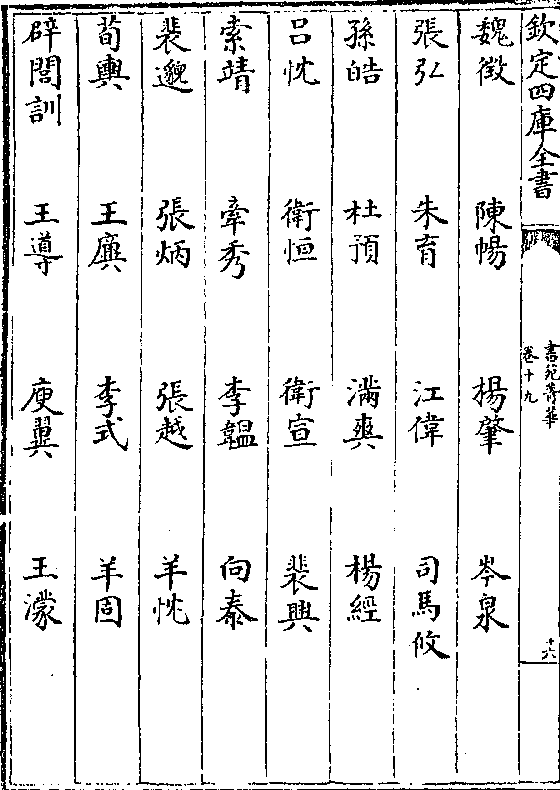 欽定四庫全書
書苑菁華
卷十九
十六
魏徴 陳暢 楊肇 岑泉
張弘 朱育 江偉 司馬攸
孫皓 杜預 滿爽 楊經
吕忱 衛恒 衛宣 裴興
索靖 牽秀 李韞 向泰
裴邈 張炳 張越 羊忱
荀輿 王廙 李式 羊固
辟閭訓 王導 庾翼 王濛